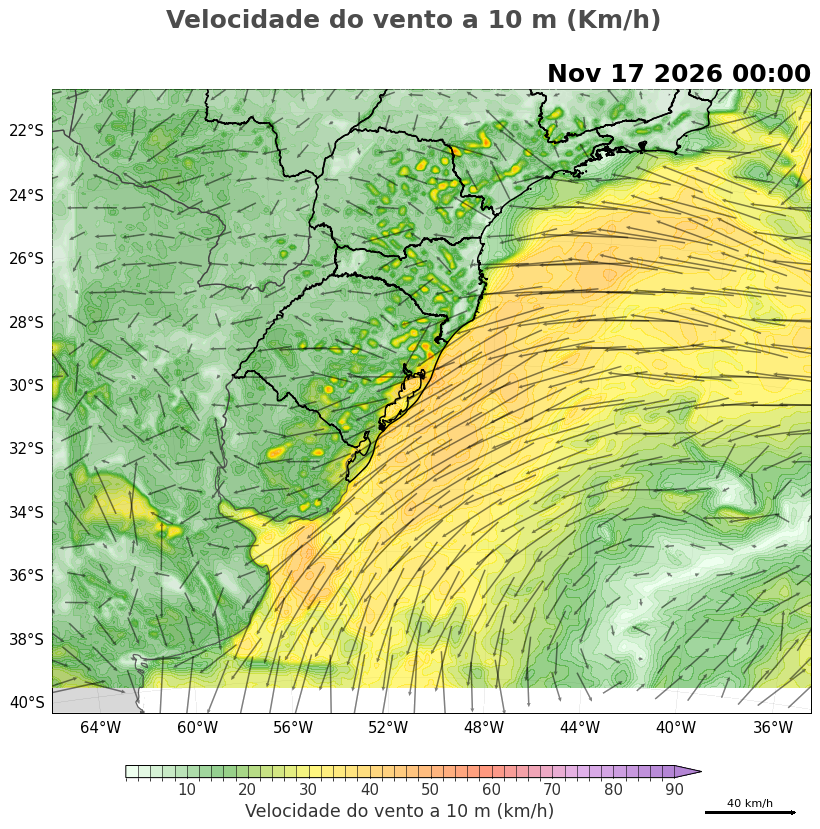 Velocidade do vento a 10 m (Km/h)
Nov 17 2026 00:00
22°S
24°S
26°S
28°S
30°S
32°S
34°S
36°S
38°S
40°S
64°W 60°W 56°W 52°W 48°W 44°W 40°W 36°W
10 20 30 40 50 60 70 80 90
Velocidade do vento a 10 m (km/h)
40 km/h